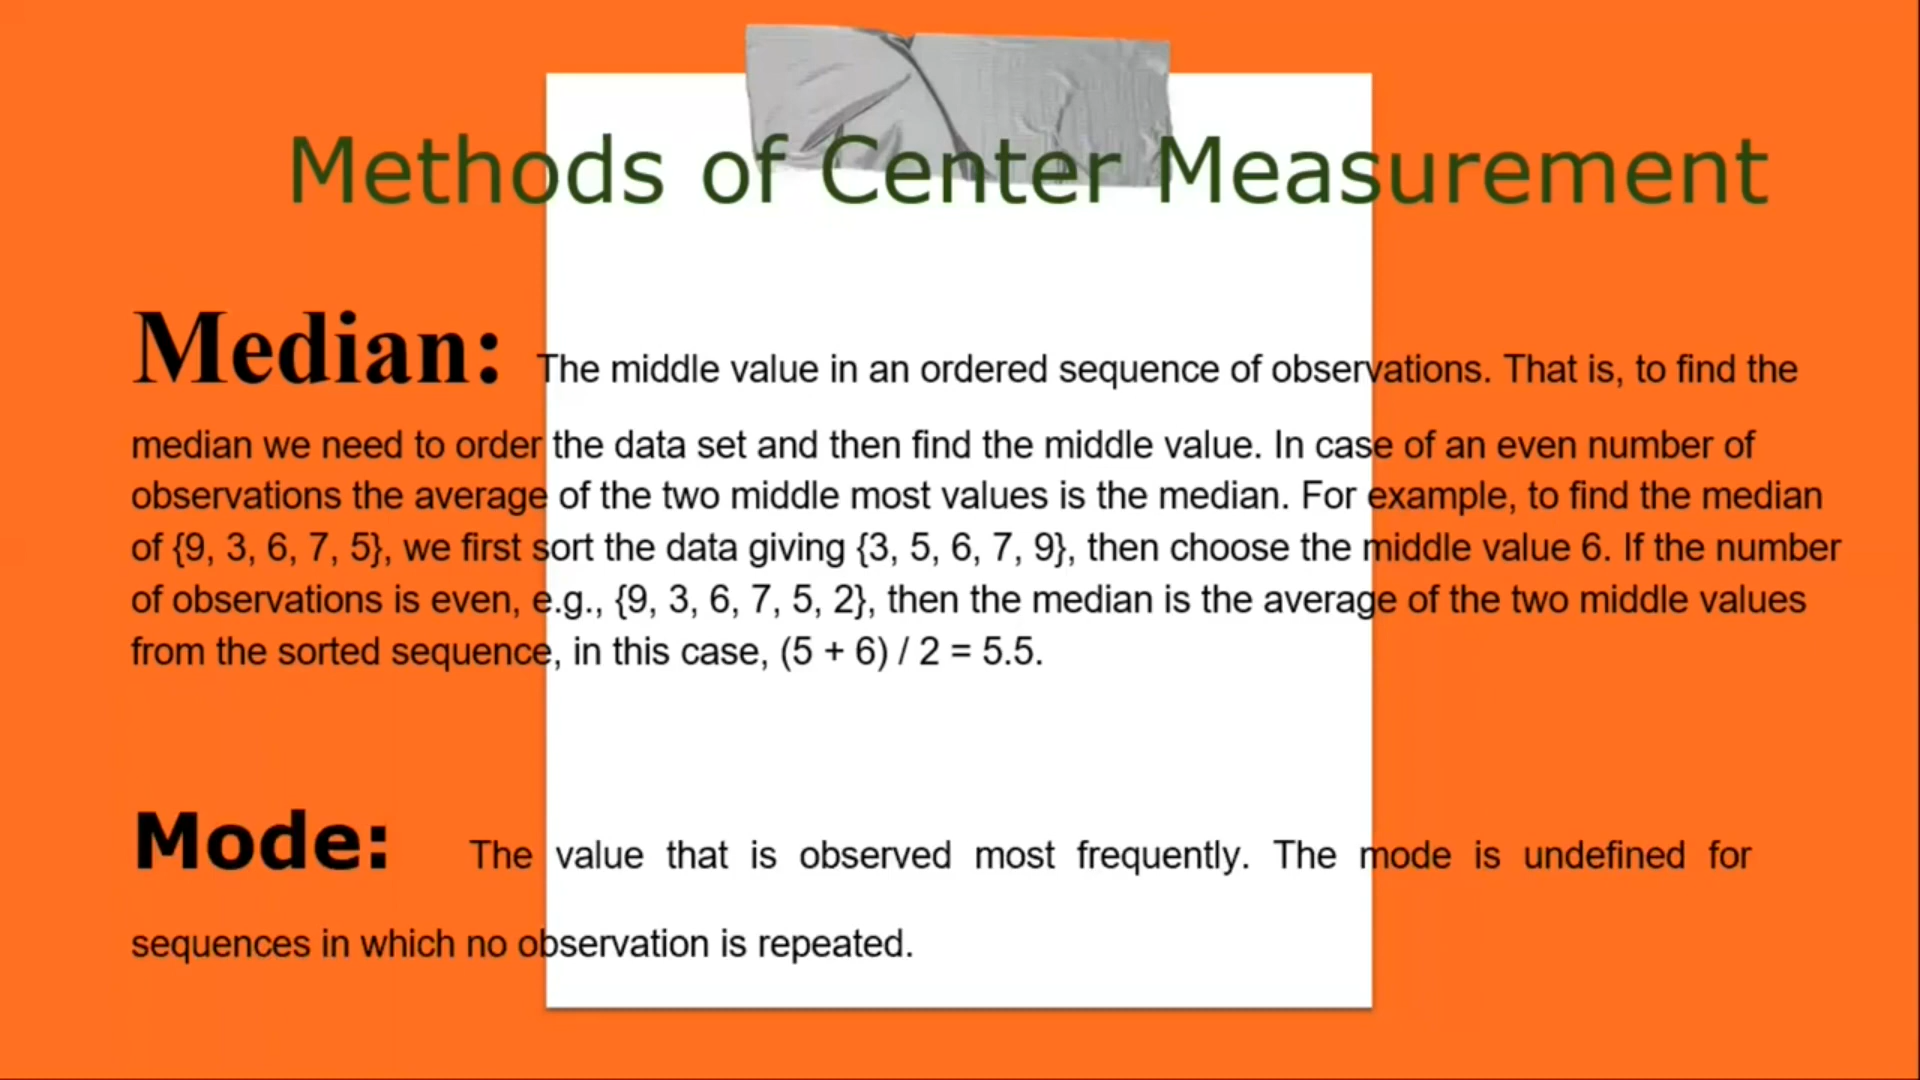 Methods of Center Measurement
Median: The middle value in an ordered sequence of observations. That is, to find the
median we need to order the data set and then find the middle value. In case of an even number of
observations the average of the two middle most values is the median. For example, to find the median
of {9, 3, 6, 7, 5}, we first sort the data giving {3, 5, 6, 7, 9}, then choose the middle value 6. If the number
of observations is even, e.g., {9, 3, 6, 7, 5, 2}, then the median is the average of the two middle values
from the sorted sequence, in this case, (5 + 6) / 2 = 5.5.
Mode: The value that is observed most frequently. The mode is undefined for
sequences in which no observation is repeated.